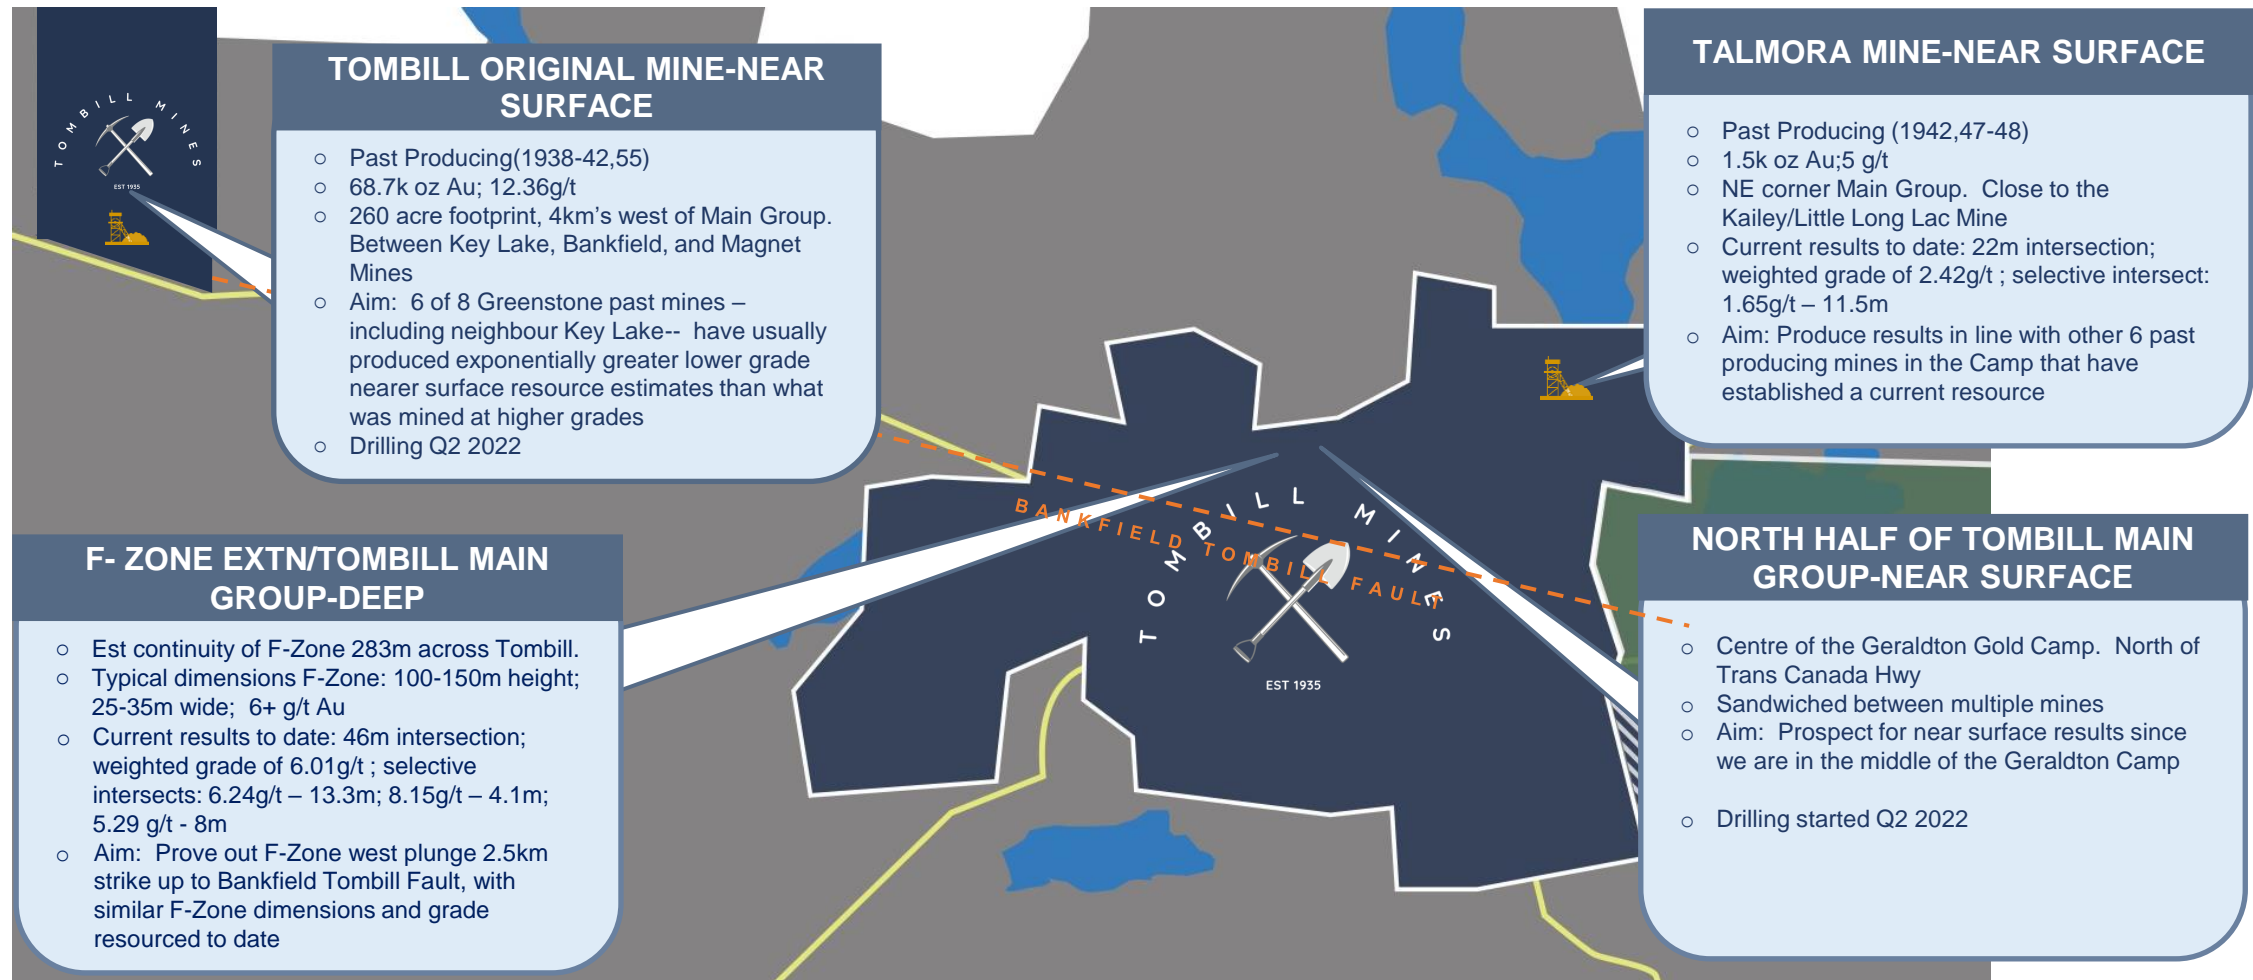 TOMBILL MINES
EST 1935
TOMBILL ORIGINAL MINE-NEAR
SURFACE
○ Past Producing(1938-42,55)
○ 68.7k oz Au; 12.36g/t
○ 260 acre footprint, 4km's west of Main Group.
Between Key Lake, Bankfield, and Magnet
Mines
○ Aim: 6 of 8 Greenstone past mines –
including neighbour Key Lake-- have usually
produced exponentially greater lower grade
nearer surface resource estimates than what
was mined at higher grades
○ Drilling Q2 2022
TALMORA MINE-NEAR SURFACE
○ Past Producing (1942,47-48)
○ 1.5k oz Au;5 g/t
○ NE corner Main Group. Close to the
Kailey/Little Long Lac Mine
○ Current results to date: 22m intersection;
weighted grade of 2.42g/t ; selective intersect:
1.65g/t – 11.5m
○ Aim: Produce results in line with other 6 past
producing mines in the Camp that have
established a current resource
F- ZONE EXTN/TOMBILL MAIN
GROUP-DEEP
○ Est continuity of F-Zone 283m across Tombill.
○ Typical dimensions F-Zone: 100-150m height;
25-35m wide; 6+ g/t Au
○ Current results to date: 46m intersection;
weighted grade of 6.01g/t ; selective
intersects: 6.24g/t – 13.3m; 8.15g/t – 4.1m;
5.29 g/t - 8m
○ Aim: Prove out F-Zone west plunge 2.5km
strike up to Bankfield Tombill Fault, with
similar F-Zone dimensions and grade
resourced to date
BANKFIELD TOMBILL FAULT
TOMBILL MINES
EST 1935
NORTH HALF OF TOMBILL MAIN
GROUP-NEAR SURFACE
○ Centre of the Geraldton Gold Camp. North of
Trans Canada Hwy
○ Sandwiched between multiple mines
○ Aim: Prospect for near surface results since
we are in the middle of the Geraldton Camp
○ Drilling started Q2 2022